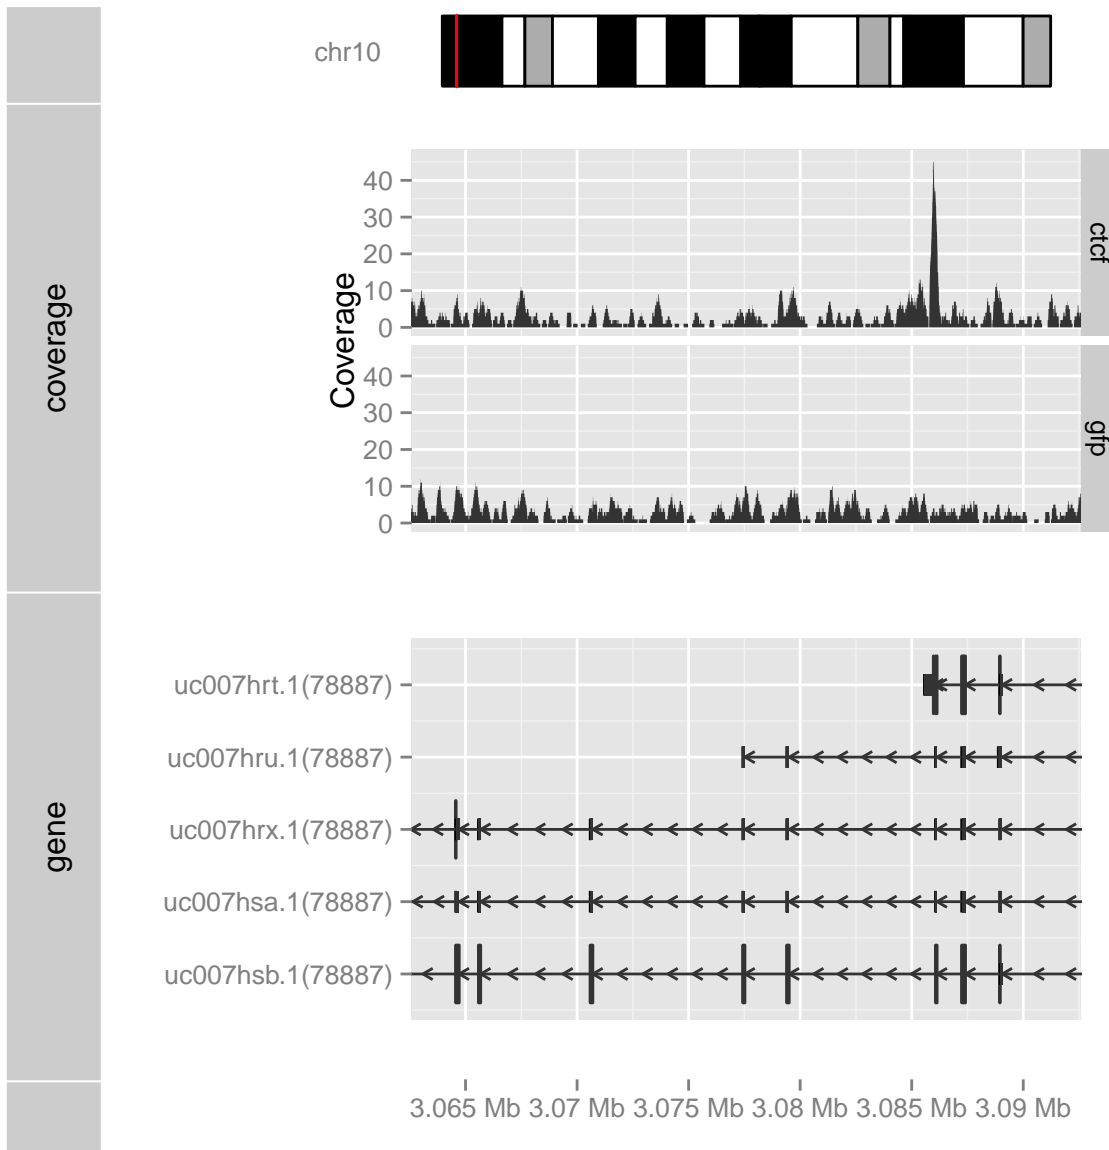 chr10
coverage
Coverage
40
30
20
10
0
ctcf
40
30
20
10
0
gfp
gene
uc007hrt.1(78887)
uc007hru.1(78887)
uc007hrx.1(78887)
uc007hsa.1(78887)
uc007hsb.1(78887)
3.065 Mb 3.07 Mb 3.075 Mb 3.08 Mb 3.085 Mb 3.09 Mb